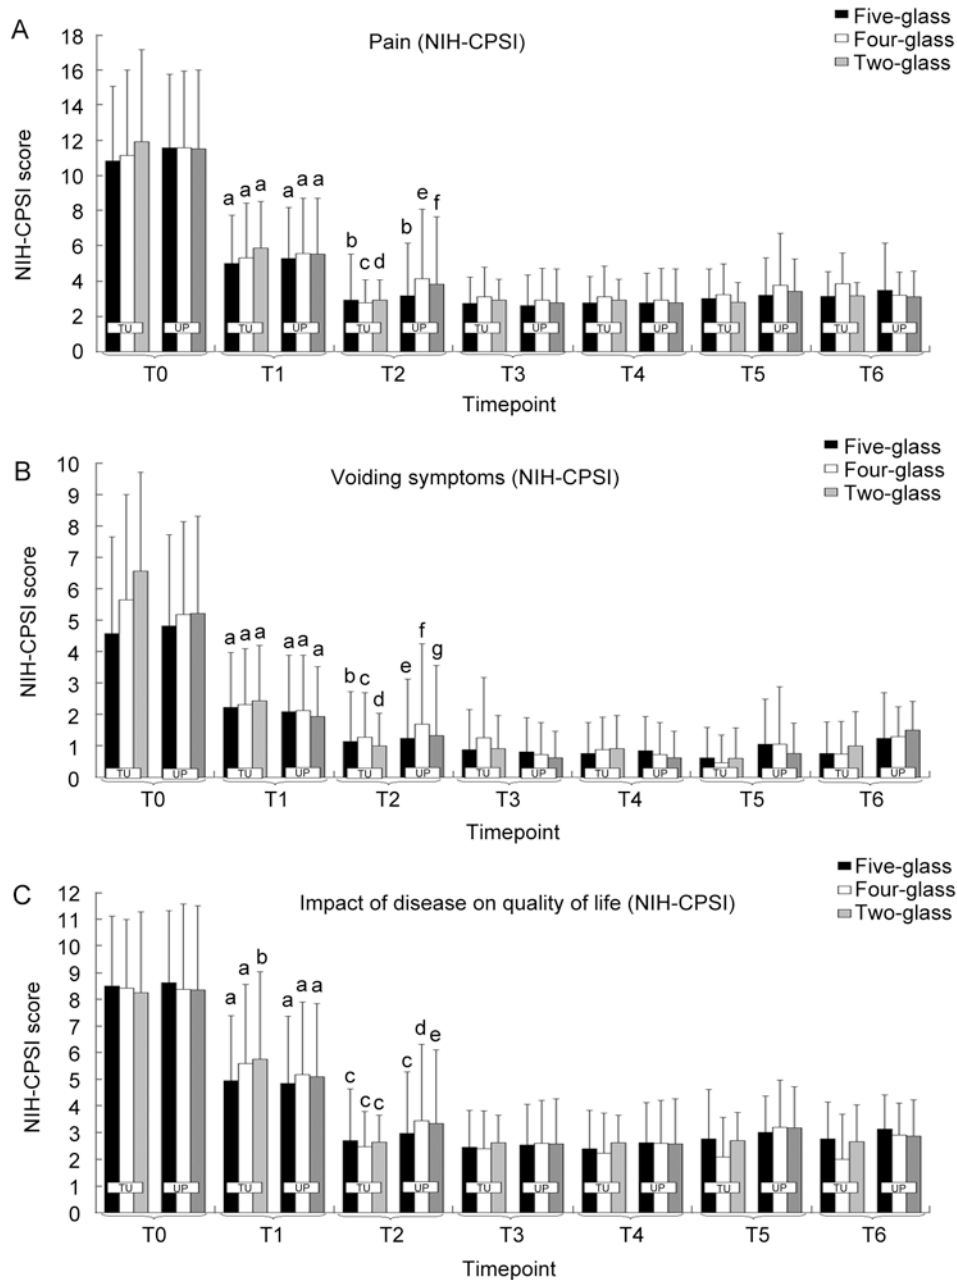 A
Pain (NIH-CPSI)
Five-glass
Four-glass
Two-glass
NIH-CPSI score
18
16
14
12
10
8
6
4
2
0
a a a a a a
b c d b e f
TU UP TU UP TU UP TU UP TU UP TU UP TU UP
T0 T1 T2 T3 T4 T5 T6
Timepoint
B
Voiding symptoms (NIH-CPSI)
Five-glass
Four-glass
Two-glass
NIH-CPSI score
10
9
8
7
6
5
4
3
2
1
0
a a a a a a
b c d e f g
TU UP TU UP TU UP TU UP TU UP TU UP TU UP
T0 T1 T2 T3 T4 T5 T6
Timepoint
C
Impact of disease on quality of life (NIH-CPSI)
Five-glass
Four-glass
Two-glass
NIH-CPSI score
12
11
10
9
8
7
6
5
4
3
2
1
0
a a b a a a
c c c c d e
TU UP TU UP TU UP TU UP TU UP TU UP TU UP
T0 T1 T2 T3 T4 T5 T6
Timepoint